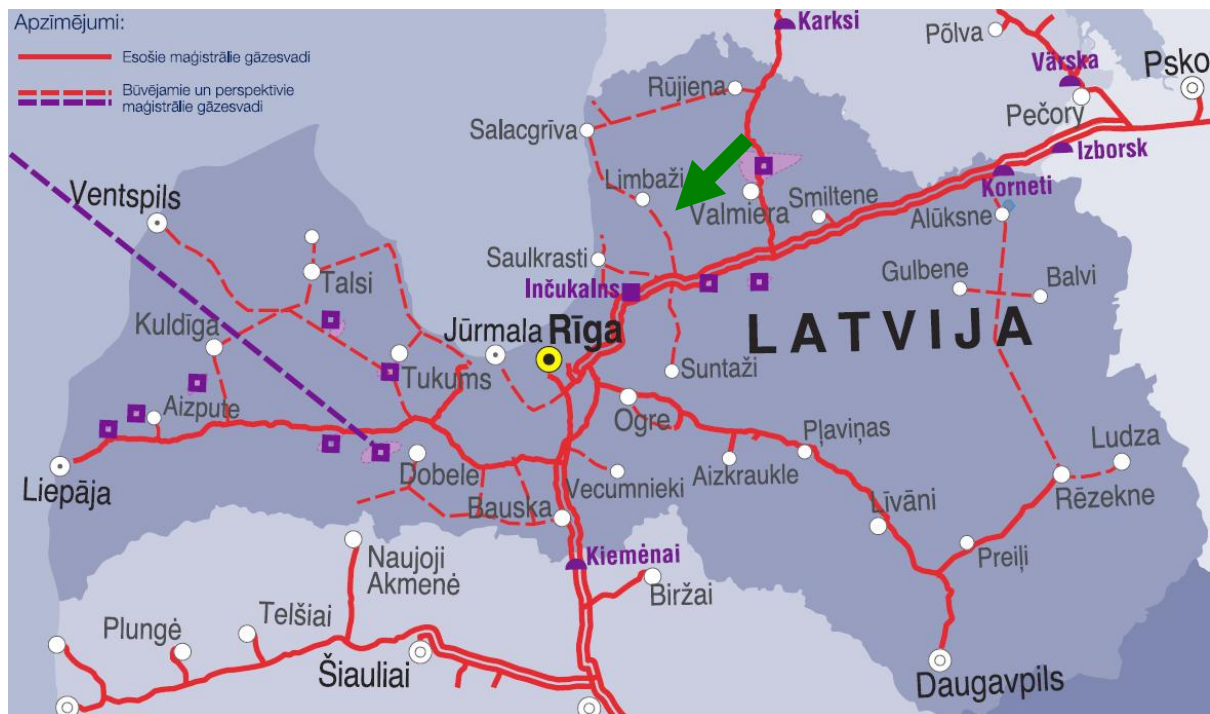 Apzīmējumi:
Esošie maģistrālie gāzesvadi
Būvējamie un perspektīvie
maģistrālie gāzesvadi
Karksi
Põlva
Värska
Psko
Pečory
Izborsk
Korneti
Rūjiena
Salacgrīva
Limbaži
Valmiera
Smiltene
Alūksne
Ventspils
Saulkrasti
Gulbene
Balvi
Talsi
Inčukalns
Kuldīga
Jūrmala
Rīga
LATVIJA
Tukums
Suntaži
Aizpute
Ogre
Pļaviņas
Ludza
Dobele
Aizkraukle
Vecumnieki
Liepāja
Bauska
Līvāni
Rēzekne
Preiļi
Naujoji
Akmenė
Kiemėnai
Biržai
Telšiai
Plungė
Šiauliai
Daugavpils